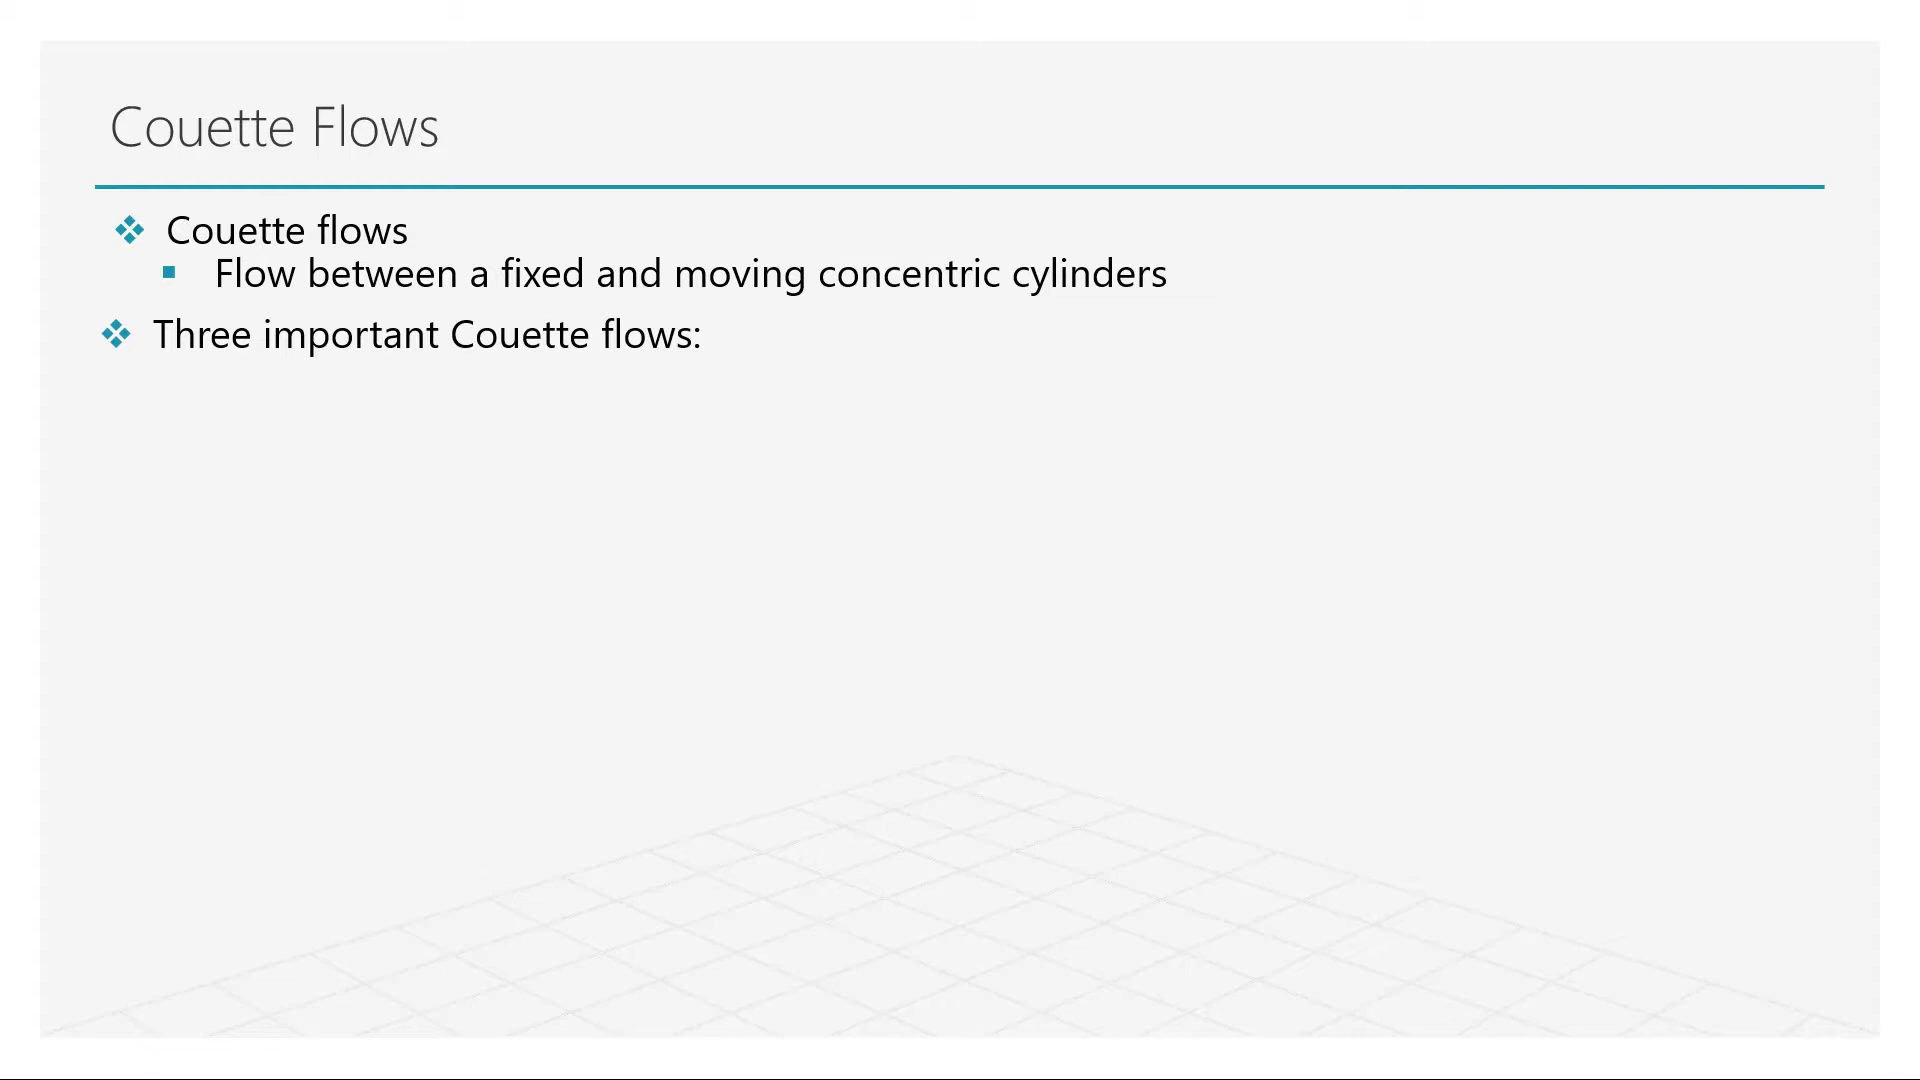 Couette Flows
Couette flows
Flow between a fixed and moving concentric cylinders
Three important Couette flows: